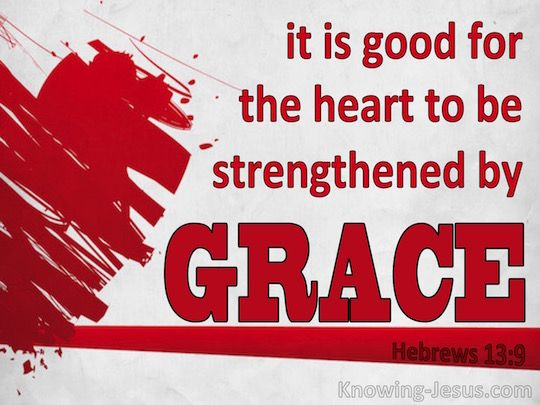 it is good for
the heart to be
strengthened by
GRACE
Hebrews 13:9
Knowing-Jesus.com